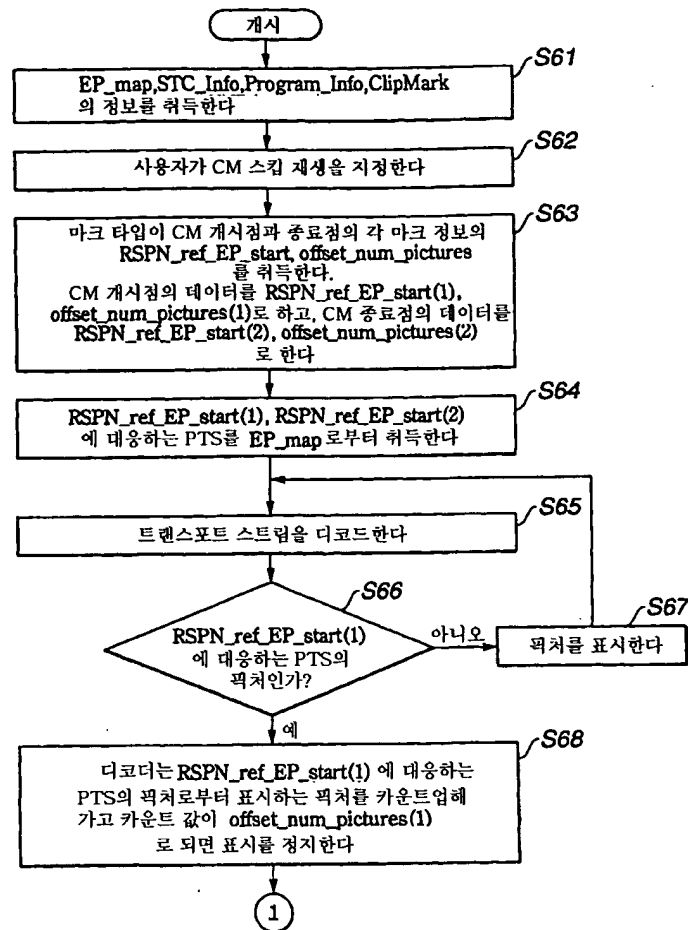 개시
S61
EP_map,STC_Info,Program_Info,ClipMark
의 정보를 취득한다
S62
사용자가 CM 스킵 재생을 지정한다
S63
마크 타입이 CM 개시점과 종료점의 각 마크 정보의
RSPN_ref_EP_start, offset_num_pictures
를 취득한다.
CM 개시점의 데이터를 RSPN_ref_EP_start(1),
offset_num_pictures(1)로 하고, CM 종료점의 데이터를
RSPN_ref_EP_start(2), offset_num_pictures(2)
로 한다
S64
RSPN_ref_EP_start(1), RSPN_ref_EP_start(2)
에 대응하는 PTS를 EP_map로부터 취득한다
S65
트랜스포트 스트림을 디코드한다
S66
RSPN_ref_EP_start(1)
에 대응하는 PTS의
픽처인가?
아니오
S67
픽처를 표시한다
예
S68
디코더는 RSPN_ref_EP_start(1) 에 대응하는
PTS의 픽처로부터 표시하는 픽처를 카운트업해
가고 카운트 값이 offset_num_pictures(1)
로 되면 표시를 정지한다
1